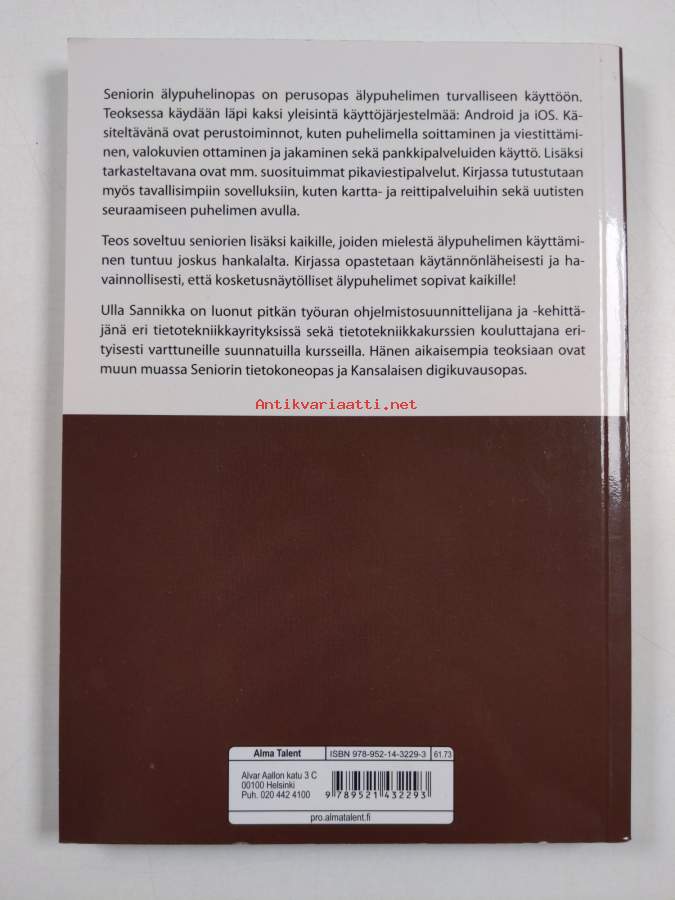 Seniorin älypuhelinopas on perusopas älypuhelimen turvalliseen käyttöön.
Teoksessa käydään läpi kaksi yleisintä käyttöjärjestelmää: Android ja iOS. Kä-
siteltävänä ovat perustoiminnot, kuten puhelimella soittaminen ja viestittämi-
nen, valokuvien ottaminen ja jakaminen sekä pankkipalveluiden käyttö. Lisäksi
tarkasteltavana ovat mm. suosituimmat pikaviestipalvelut. Kirjassa tutustutaan
myös tavallisimpiin sovelluksiin, kuten kartta- ja reittipalveluihin sekä uutisten
seuraamiseen puhelimen avulla.
Teos soveltuu seniorien lisäksi kaikille, joiden mielestä älypuhelimen käyttämi-
nen tuntuu joskus hankalalta. Kirjassa opastetaan käytännönläheisesti ja ha-
vainnollisesti, että kosketusnäytölliset älypuhelimet sopivat kaikille!
Ulla Sannikka on luonut pitkän työuran ohjelmistosuunnittelijana ja -kehittä-
jänä eri tietotekniikkayrityksissä sekä tietotekniikkakurssien kouluttajana eri-
tyisesti varttuneille suunnatuilla kursseilla. Hänen aikaisempia teoksiaan ovat
muun muassa Seniorin tietokoneopas ja Kansalaisen digikuvausopas.
Antikvariaatti.net
Alma Talent ISBN 978-952-14-3229-3 61.73
Alvar Aallon katu 3 C
00100 Helsinki
Puh. 020 442 4100
9 789521 432293
pro.almatalent.fi